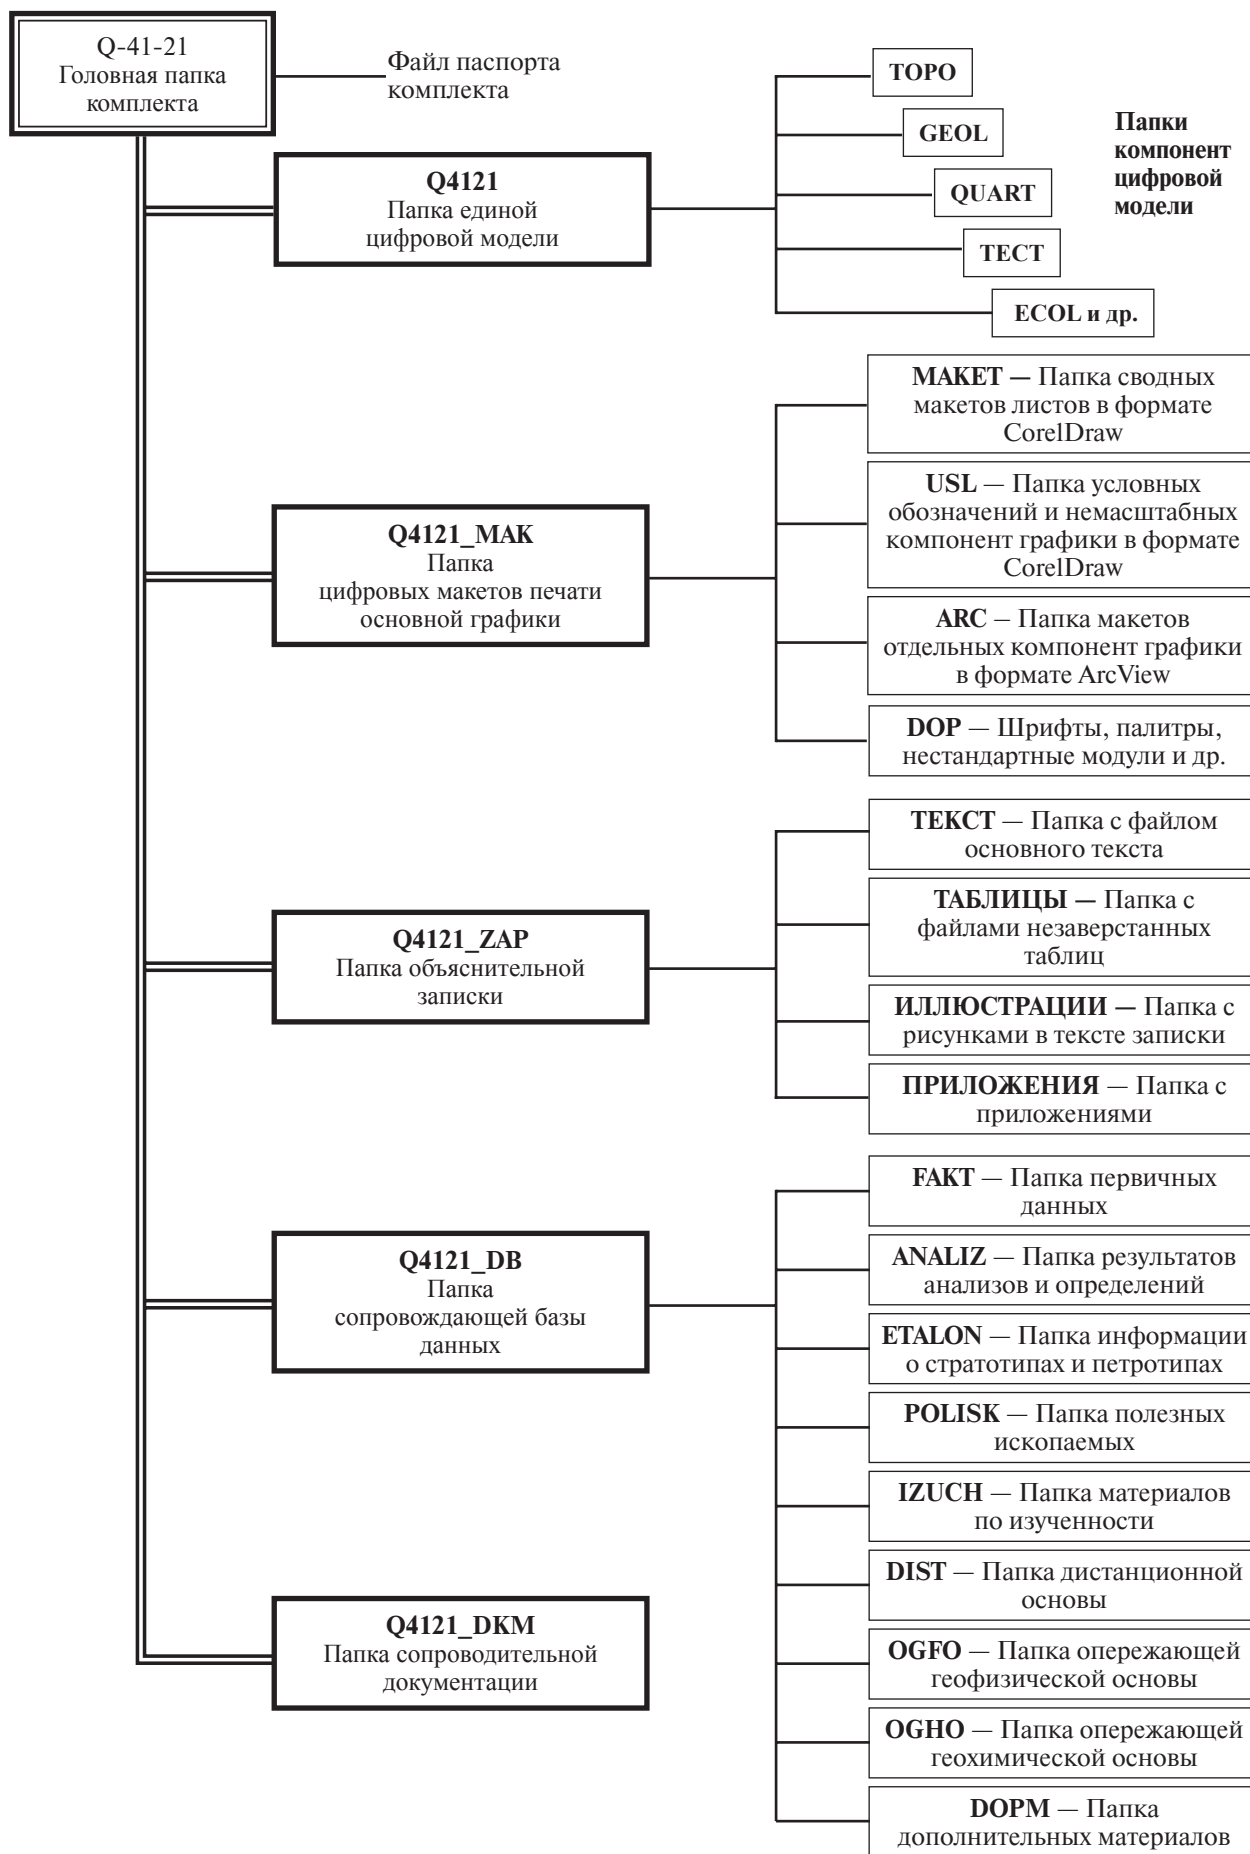 Q-41-21
Головная папка
комплекта
Файл паспорта
комплекта
Q4121
Папка единой
цифровой модели
TOPO
GEOL
QUART
TECT
ECOL и др.
Папки
компонент
цифровой
модели
Q4121_MAK
Папка
цифровых макетов печати
основной графики
MAKET — Папка сводных
макетов листов в формате
CorelDraw
USL — Папка условных
обозначений и немасштабных
компонент графики в формате
CorelDraw
ARC — Папка макетов
отдельных компонент графики
в формате ArcView
DOP — Шрифты, палитры,
нестандартные модули и др.
Q4121_ZAP
Папка объяснительной
записки
ТЕКСТ — Папка с файлом
основного текста
ТАБЛИЦЫ — Папка с
файлами незаверстанных
таблиц
ИЛЛЮСТРАЦИИ — Папка с
рисунками в тексте записки
ПРИЛОЖЕНИЯ — Папка с
приложениями
Q4121_DB
Папка
сопровождающей базы
данных
FAKT — Папка первичных
данных
ANALIZ — Папка результатов
анализов и определений
ETALON — Папка информации
о стратотипах и петротипах
POLISK — Папка полезных
ископаемых
IZUCH — Папка материалов
по изученности
DIST — Папка дистанционной
основы
OGFO — Папка опережающей
геофизической основы
OGHO — Папка опережающей
геохимической основы
DOPM — Папка
дополнительных материалов
Q4121_DKM
Папка сопроводительной
документации